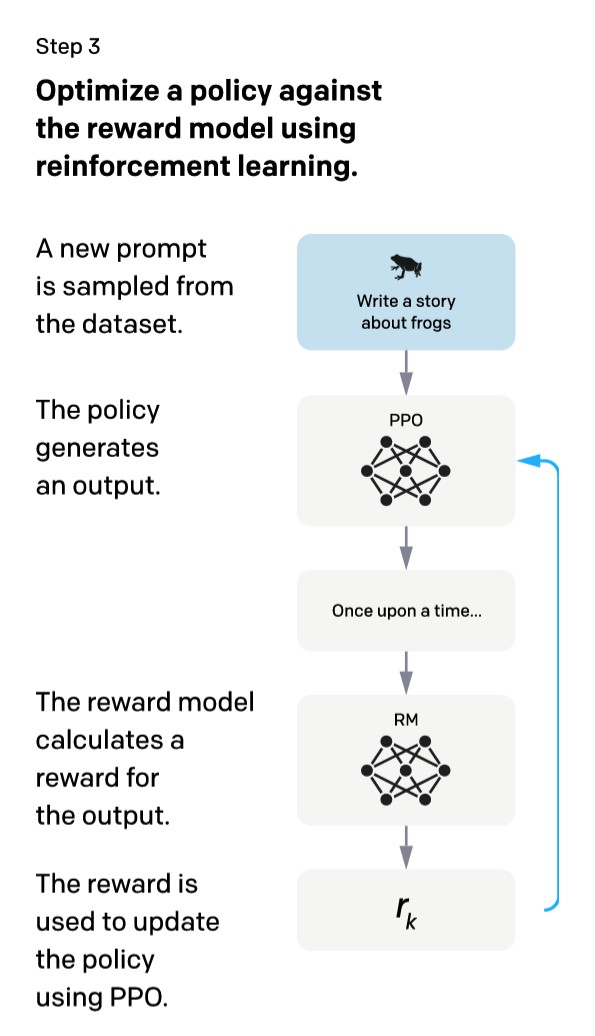 Step 3
Optimize a policy against
the reward model using
reinforcement learning.
A new prompt
is sampled from
the dataset.
Write a story
about frogs
The policy
generates
an output.
PPO
Once upon a time...
The reward model
calculates a
reward for
the output.
RM
The reward is
used to update
the policy
using PPO.
r_k